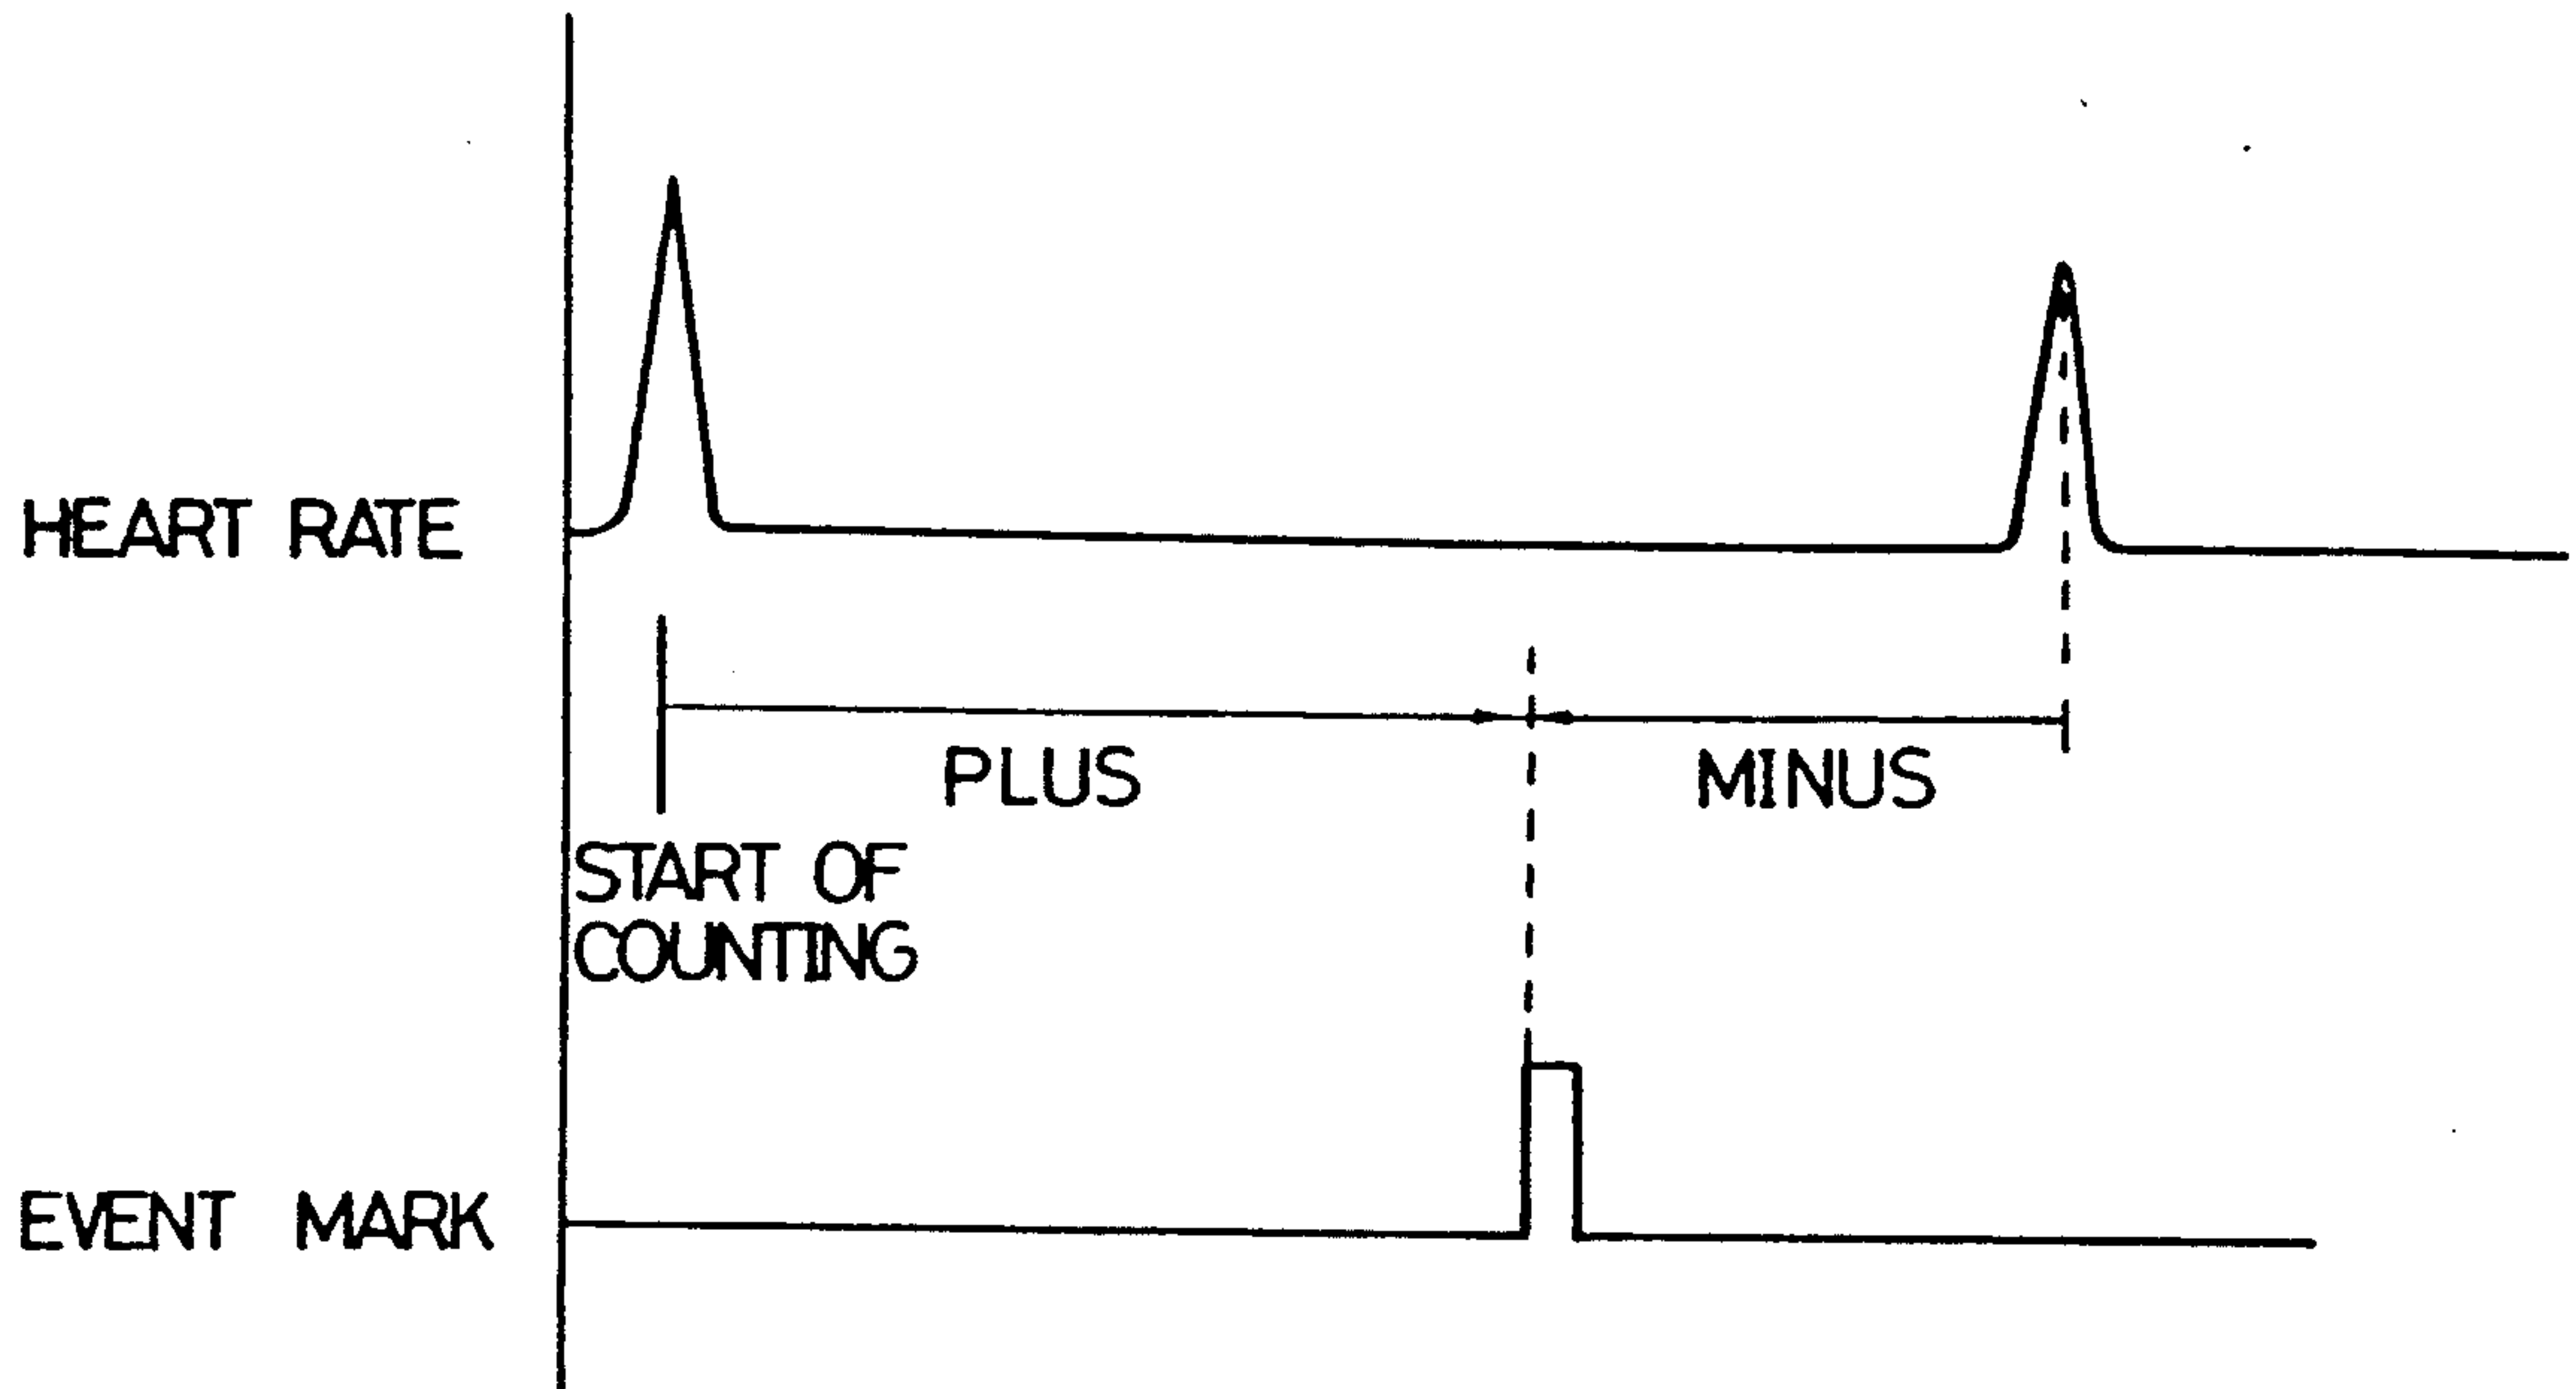 HEART RATE
PLUS
MINUS
START OF
COUNTING
EVENT MARK